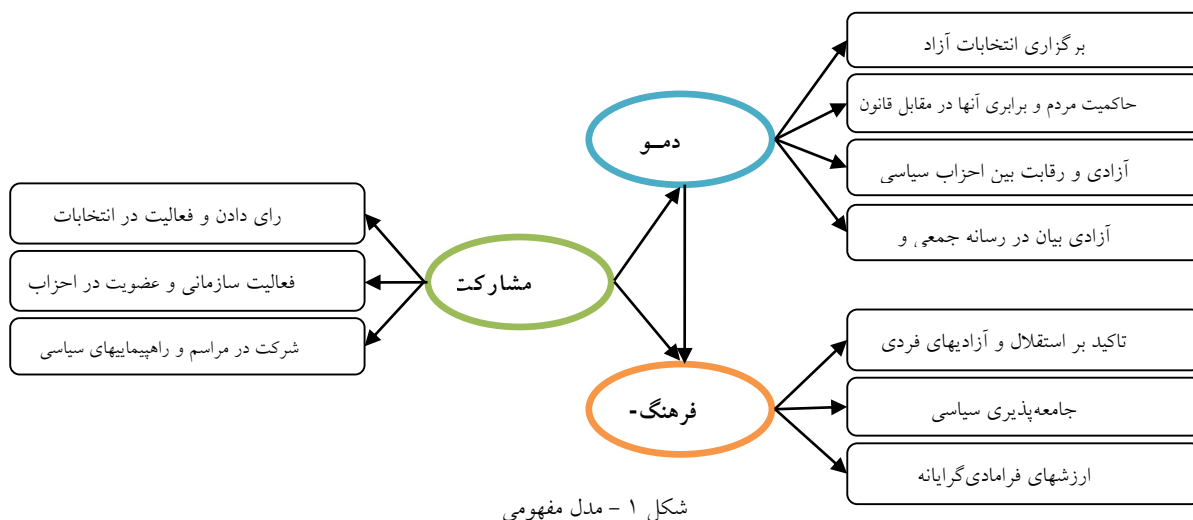 برگزاری انتخابات آزاد
حاکمیت مردم و برابری آنها در مقابل قانون
دمـو
آزادی و رقابت بین احزاب سیاسی
آزادی بیان در رسانه جمعی و
رای دادن و فعالیت در انتخابات
فعالیت سازمانی و عضویت در احزاب
مشارکت
شرکت در مراسم و راهپیماییهای سیاسی
تاکید بر استقلال و آزادیهای فردی
فرهنگ-
جامعه‌پذیری سیاسی
ارزشهای فرامادی‌گرایانه
شکل ۱ - مدل مفهومی